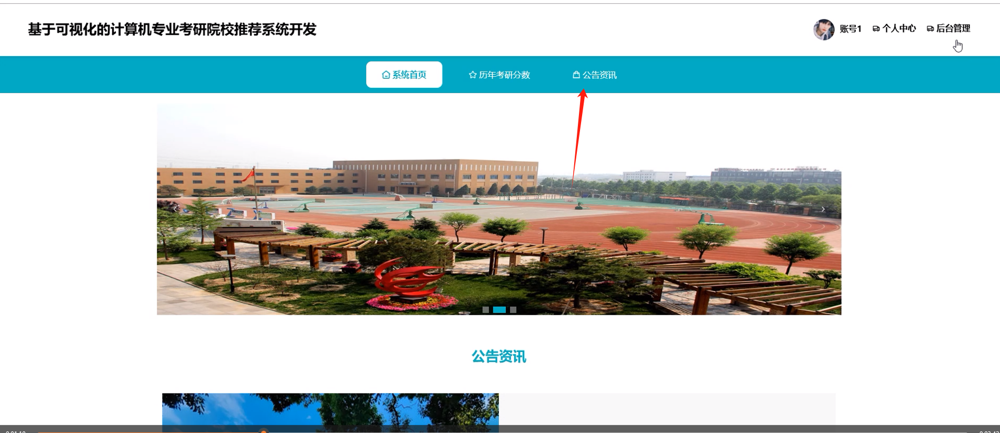 基于可视化的计算机专业考研院校推荐系统开发
账号1 个人中心 后台管理
系统首页 历年考研分数 公告资讯
公告资讯